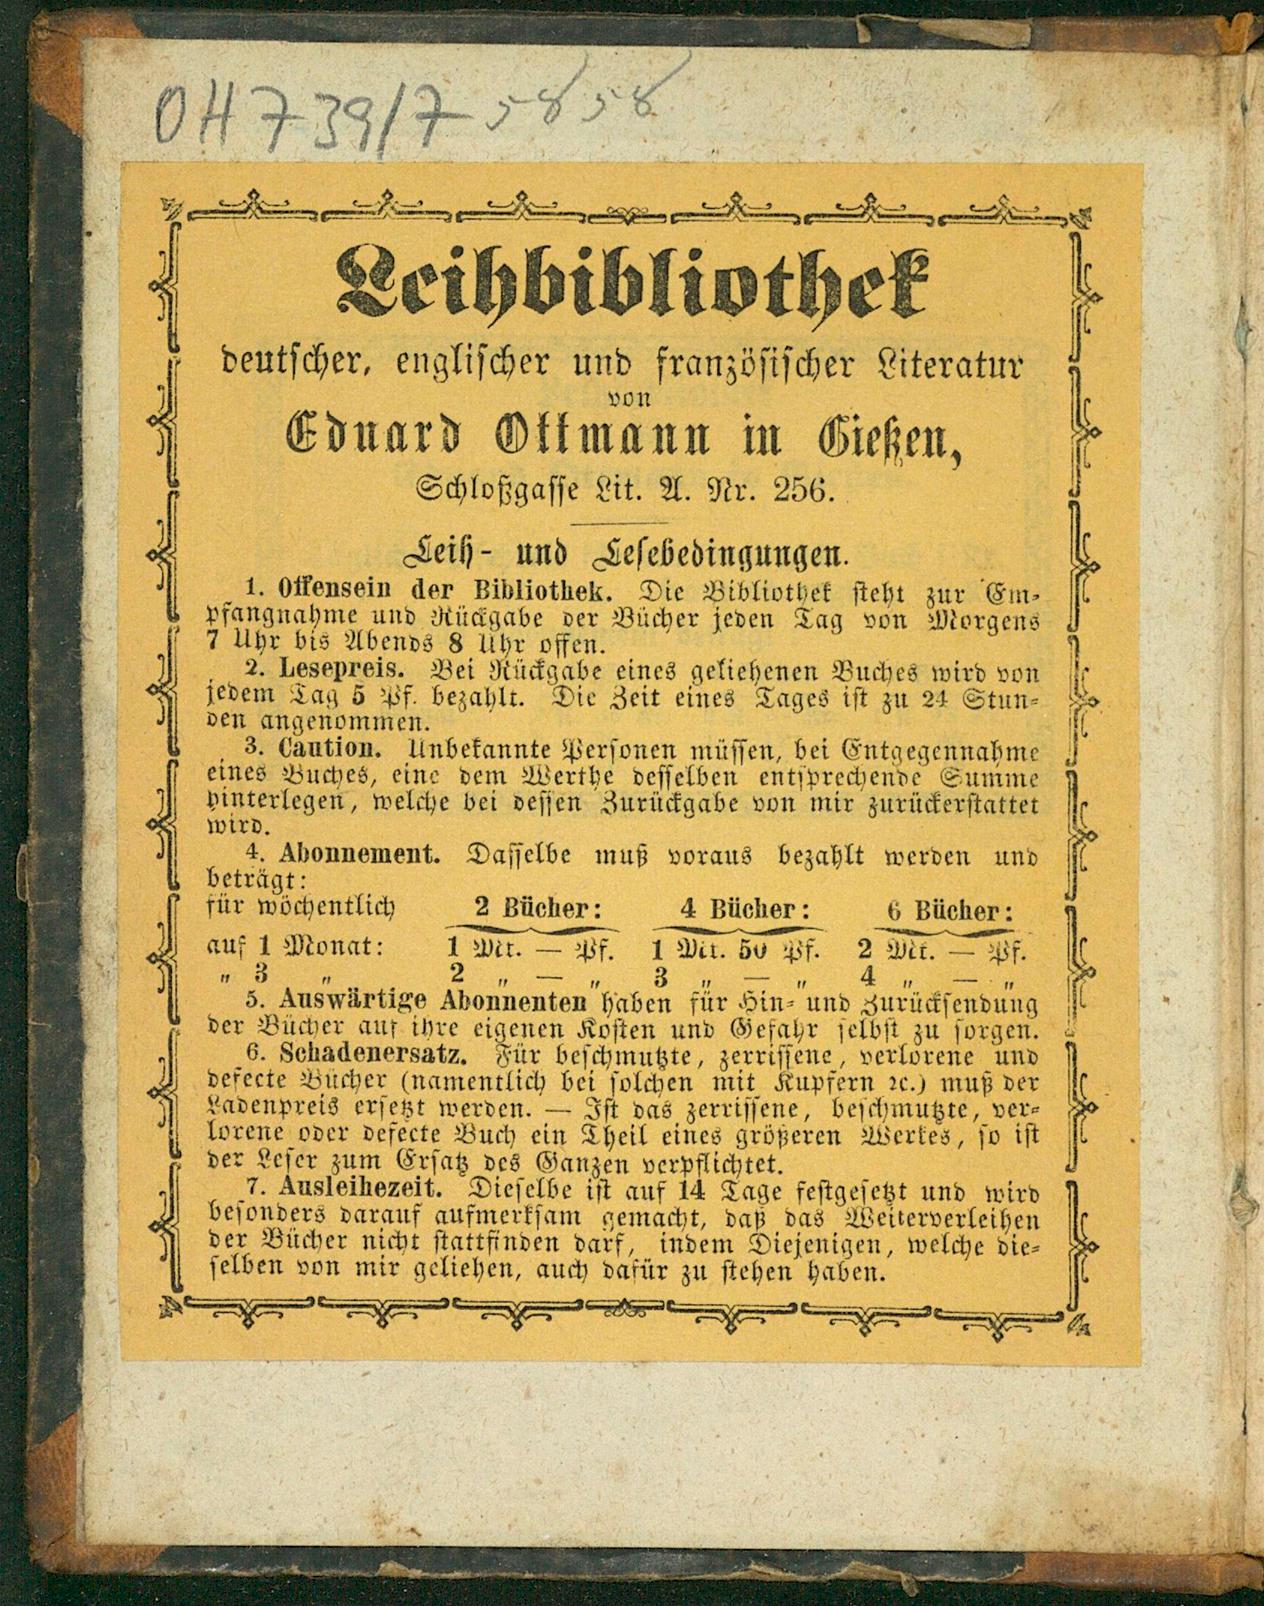 OH 739/7 5858
Leihbibliothek
deutscher, englischer und französischer Literatur
von
Eduard Ottmann in Gießen,
Schloßgasse Lit. A. Nr. 256.
Leih- und Lesebedingungen.
1. Offensein der Bibliothek. Die Bibliothek steht zur Em-
pfangnahme und Rückgabe der Bücher jeden Tag von Morgens
7 Uhr bis Abends 8 Uhr offen.
2. Lesepreis. Bei Rückgabe eines geliehenen Buches wird von
jedem Tag 5 Pf. bezahlt. Die Zeit eines Tages ist zu 24 Stun-
den angenommen.
3. Caution. Unbekannte Personen müssen, bei Entgegennahme
eines Buches, eine dem Werthe desselben entsprechende Summe
hinterlegen, welche bei dessen Zurückgabe von mir zurückerstattet
wird.
4. Abonnement. Dasselbe muß voraus bezahlt werden und
beträgt:
für wöchentlich 2 Bücher: 4 Bücher: 6 Bücher:
auf 1 Monat: 1 Mk. — Pf. 1 Mk. 50 Pf. 2 Mk. — Pf.
„ 3 „ 2 „ — „ 3 „ — „ 4 „ — „
5. Auswärtige Abonnenten haben für Hin- und Zurücksendung
der Bücher auf ihre eigenen Kosten und Gefahr selbst zu sorgen.
6. Schadenersatz. Für beschmutzte, zerrissene, verlorene und
defecte Bücher (namentlich bei solchen mit Kupfern ꝛc.) muß der
Ladenpreis ersetzt werden. — Ist das zerrissene, beschmutzte, ver-
lorene oder defecte Buch ein Theil eines größeren Werkes, so ist
der Leser zum Ersatz des Ganzen verpflichtet.
7. Ausleihezeit. Dieselbe ist auf 14 Tage festgesetzt und wird
besonders darauf aufmerksam gemacht, daß das Weiterverleihen
der Bücher nicht stattfinden darf, indem Diejenigen, welche die-
selben von mir geliehen, auch dafür zu stehen haben.